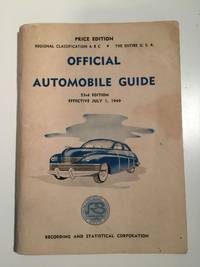 PRICE EDITION
REGIONAL CLASSIFICATION A B C • THE ENTIRE U. S. A.
OFFICIAL
AUTOMOBILE GUIDE
53rd EDITION
EFFECTIVE JULY 1, 1949
RS
RECORDING AND STATISTICAL CORPORATION